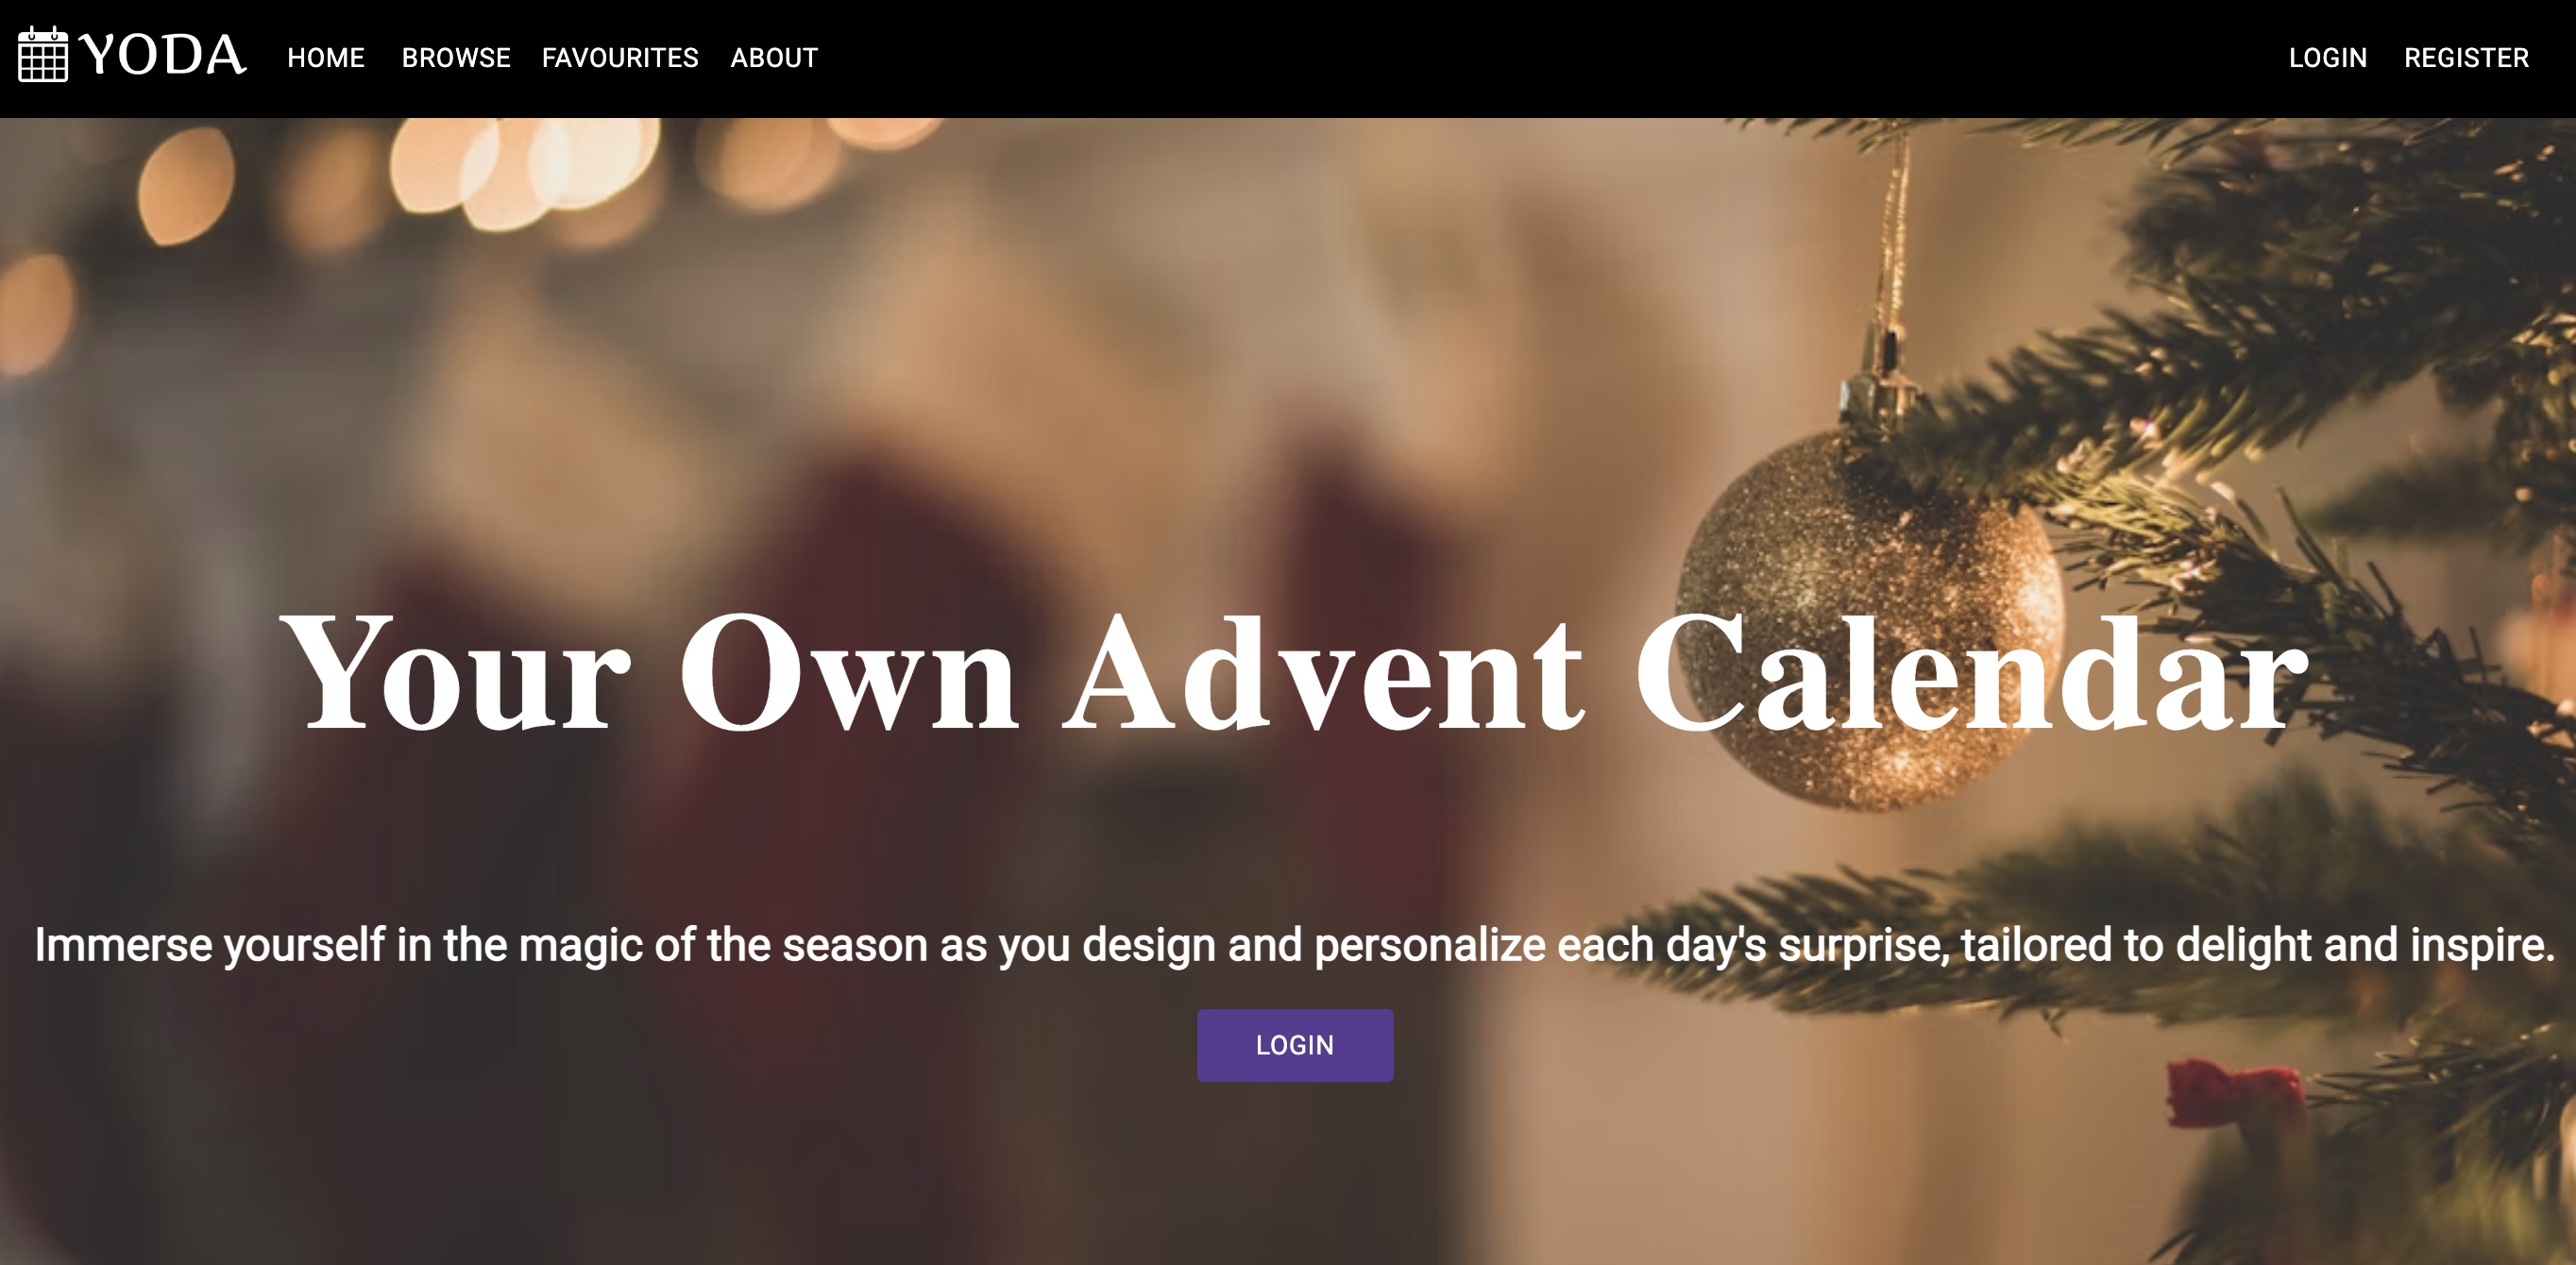 YODA HOME BROWSE FAVOURITES ABOUT LOGIN REGISTER
Your Own Advent Calendar
Immerse yourself in the magic of the season as you design and personalize each day's surprise, tailored to delight and inspire.
LOGIN